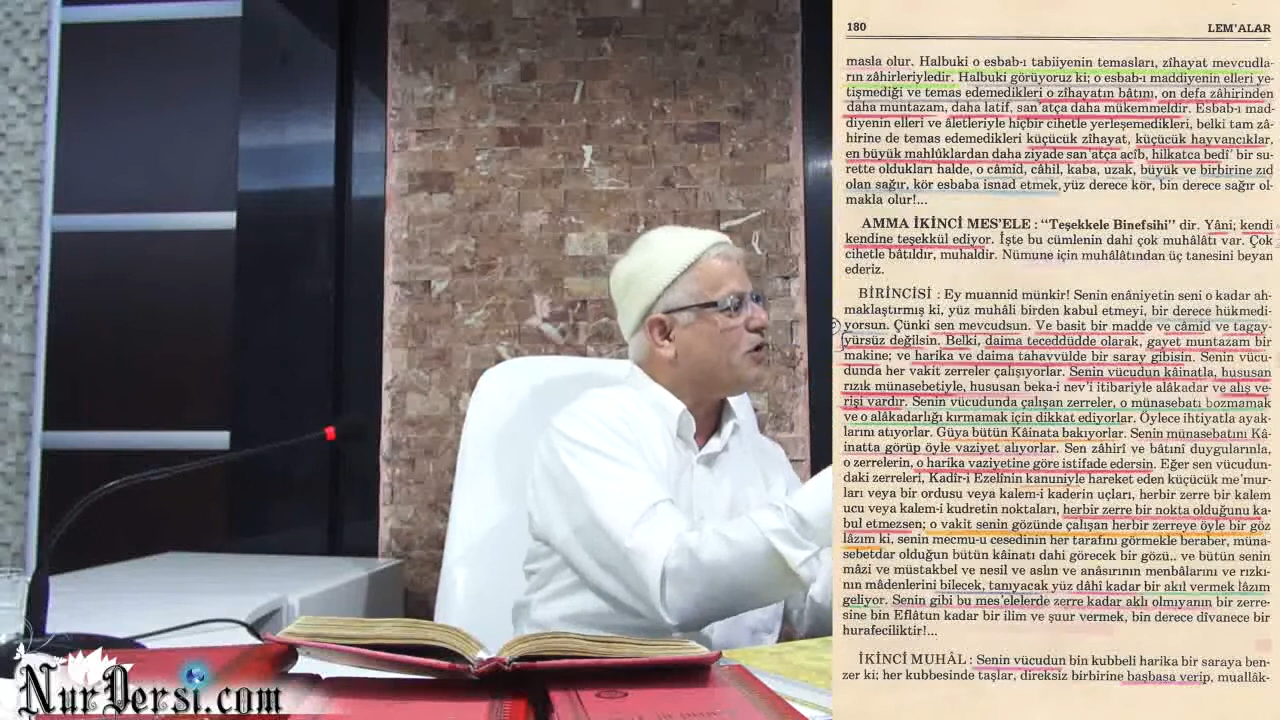 180 LEM'ALAR
masla olur. Halbuki o esbab-ı tabiiyenin temasları, zîhayat mevcudla-
rın zâhirleriyledir. Halbuki görüyoruz ki; o esbab-ı maddiyenin elleri ye-
tişmediği ve temas edemedikleri o zîhayatın bâtını, on defa zâhirinden
daha muntazam, daha latif, san'atça daha mükemmeldir. Esbab-ı mad-
diyenin elleri ve âletleriyle hiçbir cihetle yerleşemedikleri, belki tam zâ-
hirine de temas edemedikleri küçücük zîhayat, küçücük hayvancıklar,
en büyük mahlûklardan daha ziyade san'atça acîb, hilkatca bedi' bir su-
rette oldukları halde, o câmid, câhil, kaba, uzak, büyük ve birbirine zıd
olan sağır, kör esbaba isnad etmek, yüz derece kör, bin derece sağır ol-
makla olur!...
AMMA İKİNCİ MES'ELE : "Teşekkele Binefsihi" dir. Yâni; kendi
kendine teşekkül ediyor. İşte bu cümlenin dahi çok muhâlâtı var. Çok
cihetle bâtıldır, muhaldir. Nümune için muhâlâtından üç tanesini beyan
ederiz.
BİRİNCİSİ : Ey muannid münkir! Senin enâniyetin seni o kadar ah-
maklaştırmış ki, yüz muhâli birden kabul etmeyi, bir derece hükmedi-
yorsun. Çünki sen mevcudsun. Ve basit bir madde ve câmid ve tagay-
yürsüz değilsin. Belki, daima teceddüdde olarak, gayet muntazam bir
makine; ve harika ve daima tahavvülde bir saray gibisin. Senin vücu-
dunda her vakit zerreler çalışıyorlar. Senin vücudun kâinatla, hususan
rızık münasebetiyle, hususan beka-i nev'i itibariyle alâkadar ve alış ve-
rişi vardır. Senin vücudunda çalışan zerreler, o münasebatı bozmamak
ve o alâkadarlığı kırmamak için dikkat ediyorlar. Öylece ihtiyatla ayak-
larını atıyorlar. Güya bütün Kâinata bakıyorlar. Senin münasebatını Kâ-
inatta görüp öyle vaziyet alıyorlar. Sen zâhirî ve bâtınî duygularınla,
o zerrelerin, o harika vaziyetine göre istifade edersin. Eğer sen vücudun-
daki zerreleri, Kadîr-i Ezelînin kanuniyle hareket eden küçücük me'mur-
ları veya bir ordusu veya kalem-i kaderin uçları, herbir zerre bir kalem
ucu veya kalem-i kudretin noktaları, herbir zerre bir nokta olduğunu ka-
bul etmezsen; o vakit senin gözünde çalışan herbir zerreye öyle bir göz
lâzım ki, senin mecmu-u cesedinin her tarafını görmekle beraber, müna-
sebetdar olduğun bütün kâinatı dahi görecek bir gözü.. ve bütün senin
mâzi ve müstakbel ve nesil ve aslın ve anâsırının menbâlarını ve rızkı-
nın mâdenlerini bilecek, tanıyacak yüz dâhî kadar bir akıl vermek lâzım
geliyor. Senin gibi bu mes'elelerde zerre kadar aklı olmıyanın bir zerre-
sine bin Eflâtun kadar bir ilim ve şuur vermek, bin derece dîvanece bir
hurafeciliktir!...
İKİNCİ MUHÂL : Senin vücudun bin kubbeli harika bir saraya ben-
zer ki; her kubbesinde taşlar, direksiz birbirine başbasa verip, muallâk-
NurDersi.com